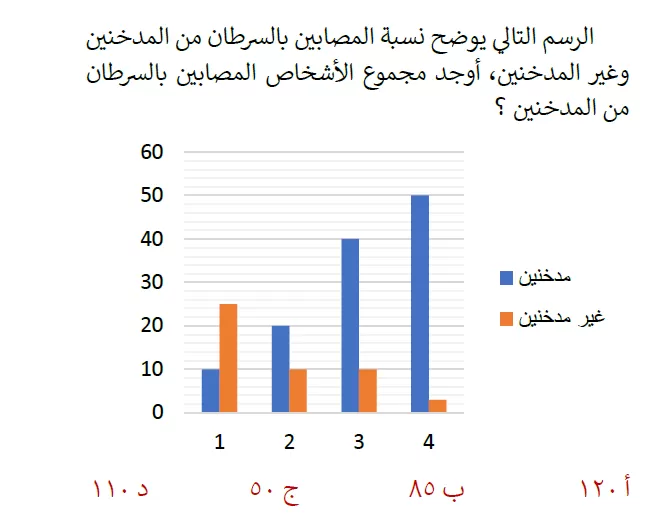 الرسم التالي يوضح نسبة المصابين بالسرطان من المدخنين
وغير المدخنين، أوجد مجموع الأشخاص المصابين بالسرطان
من المدخنين ؟
60
50
40
30
20
10
0
1 2 3 4
مدخنين
غير مدخنين
أ ١٢٠ ب ٨٥ ج ٥٠ د ١١٠